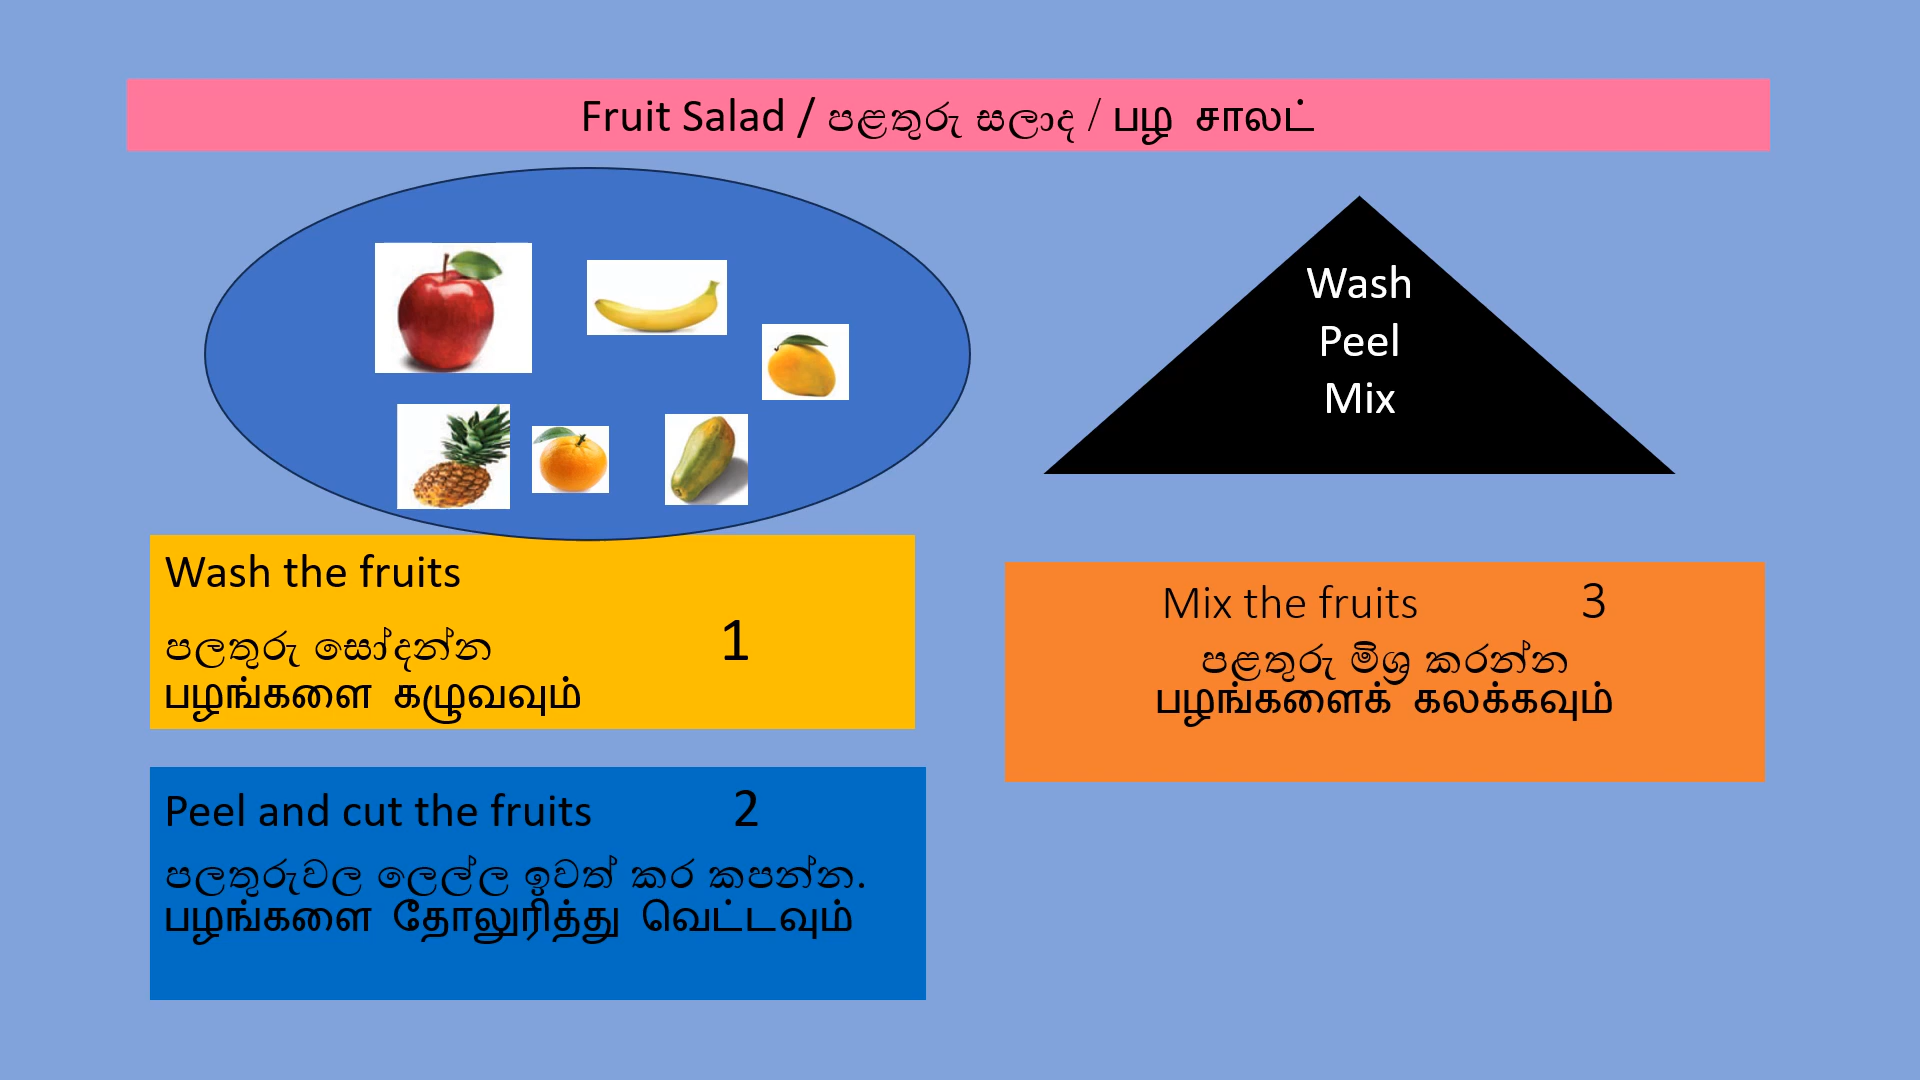 Fruit Salad / පළතුරු සලාද / பழ சாலட்
Wash
Peel
Mix
Wash the fruits
පලතුරු සෝදන්න 1
பழங்களை கழுவவும்
Peel and cut the fruits 2
පලතුරුවල ලෙල්ල ඉවත් කර කපන්න.
பழங்களை தோலுரித்து வெட்டவும்
Mix the fruits 3
පළතුරු මිශ්‍ර කරන්න
பழங்களைக் கலக்கவும்